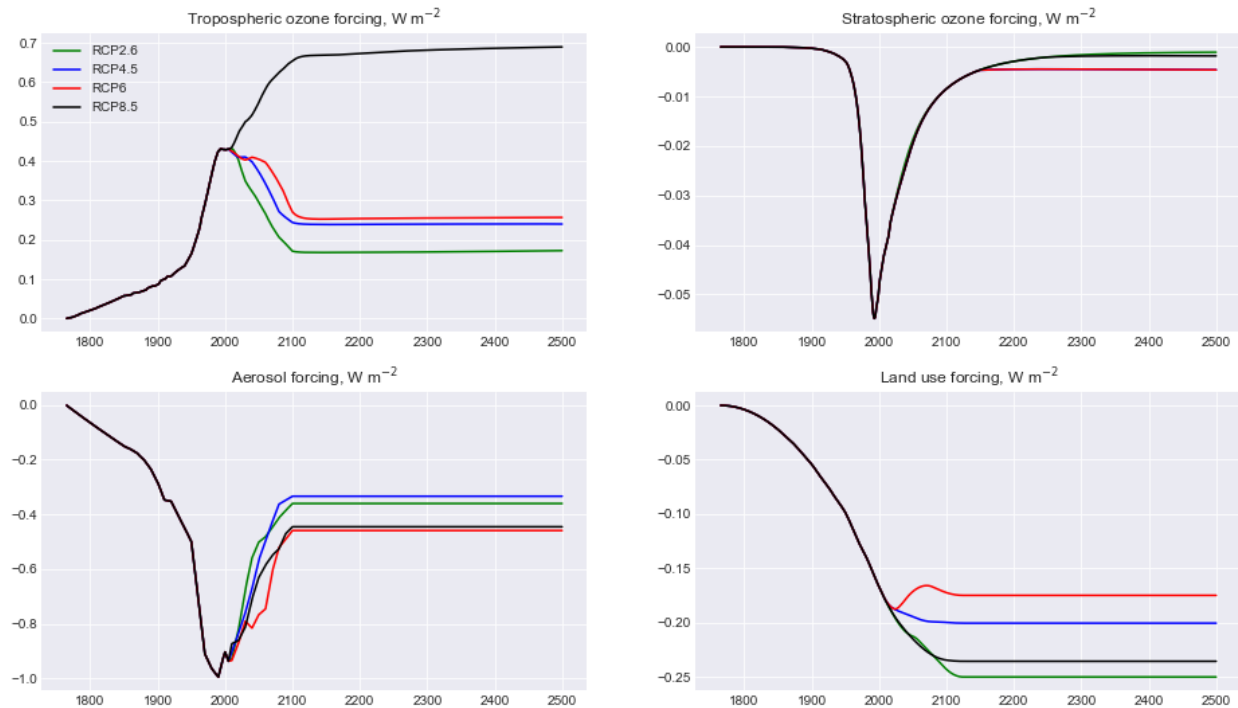 Tropospheric ozone forcing, W m⁻²
0.7
0.6
0.5
0.4
0.3
0.2
0.1
0.0
RCP2.6
RCP4.5
RCP6
RCP8.5
1800 1900 2000 2100 2200 2300 2400 2500
Stratospheric ozone forcing, W m⁻²
0.00
−0.01
−0.02
−0.03
−0.04
−0.05
1800 1900 2000 2100 2200 2300 2400 2500
Aerosol forcing, W m⁻²
0.0
−0.2
−0.4
−0.6
−0.8
−1.0
1800 1900 2000 2100 2200 2300 2400 2500
Land use forcing, W m⁻²
0.00
−0.05
−0.10
−0.15
−0.20
−0.25
1800 1900 2000 2100 2200 2300 2400 2500